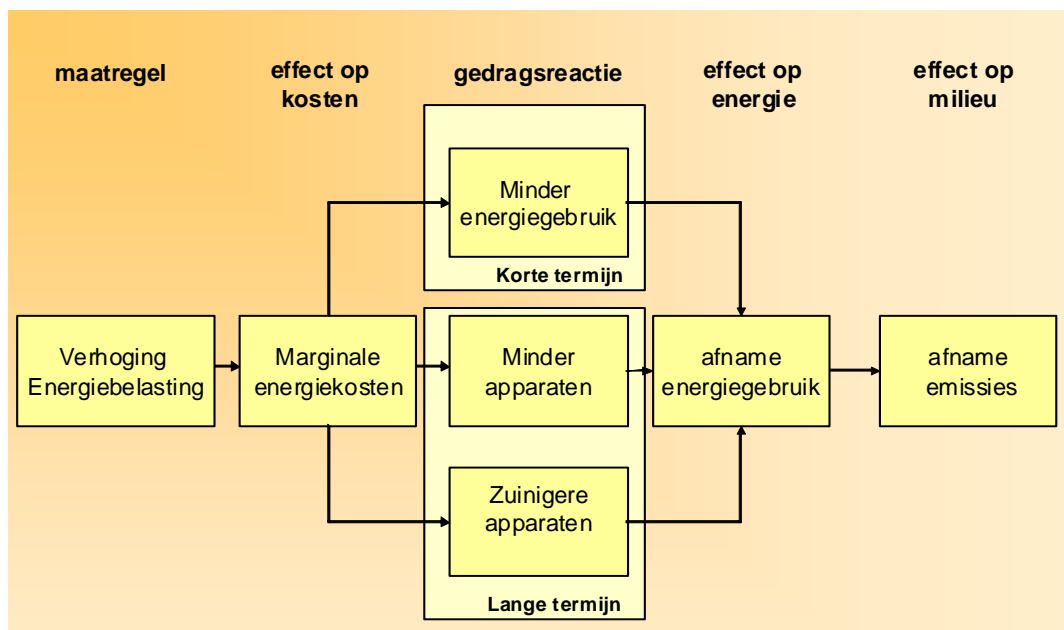 maatregel
effect op
kosten
gedragsreactie
effect op
energie
effect op
milieu
Minder
energiegebruik
Korte termijn
Verhoging
Energiebelasting
Marginale
energiekosten
Minder
apparaten
afname
energiegebruik
afname
emissies
Zuinigere
apparaten
Lange termijn